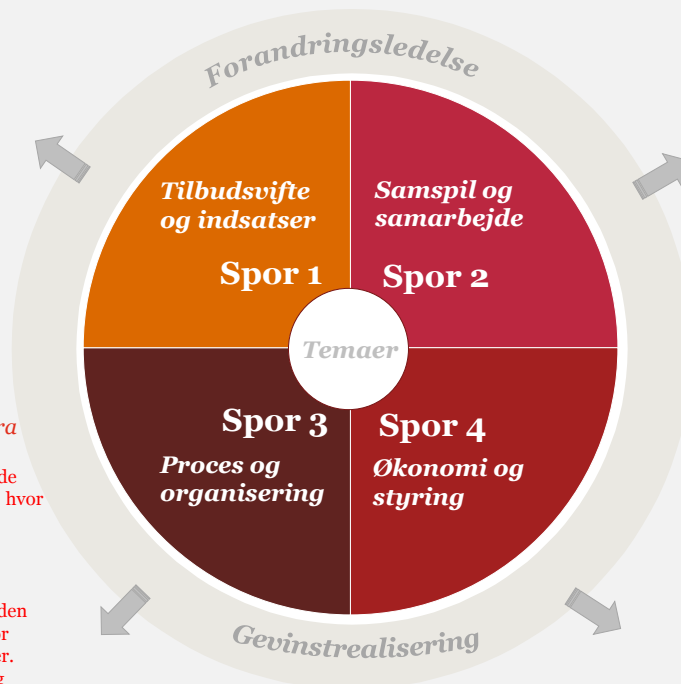 Forandringsledelse
Tilbudsvifte
og indsatser
Spor 1
Samspil og
samarbejde
Spor 2
Temaer
Spor 3
Proces og
organisering
Spor 4
Økonomi og
styring
Gevinstrealisering
hvor